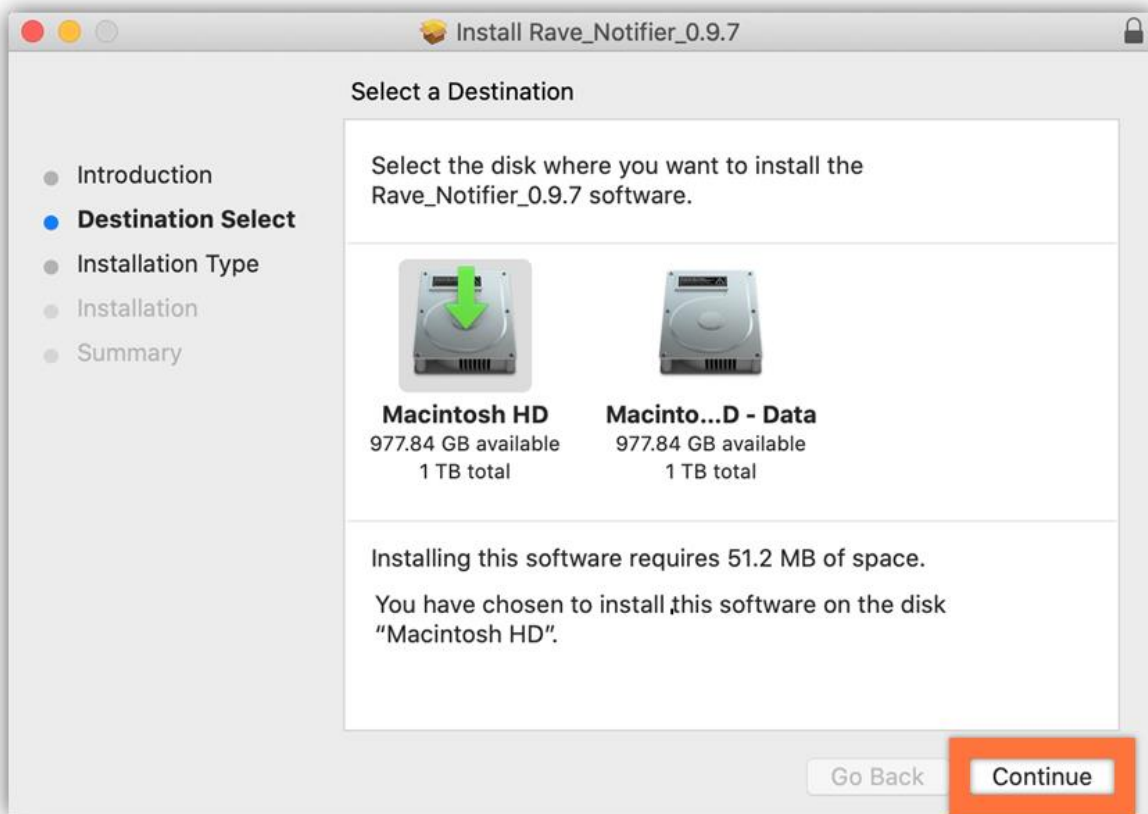 Install Rave_Notifier_0.9.7
Select a Destination
Introduction
Destination Select
Installation Type
Installation
Summary
Select the disk where you want to install the
Rave_Notifier_0.9.7 software.
Macintosh HD
977.84 GB available
1 TB total
Macinto...D - Data
977.84 GB available
1 TB total
Installing this software requires 51.2 MB of space.
You have chosen to install this software on the disk
“Macintosh HD”.
Go Back
Continue